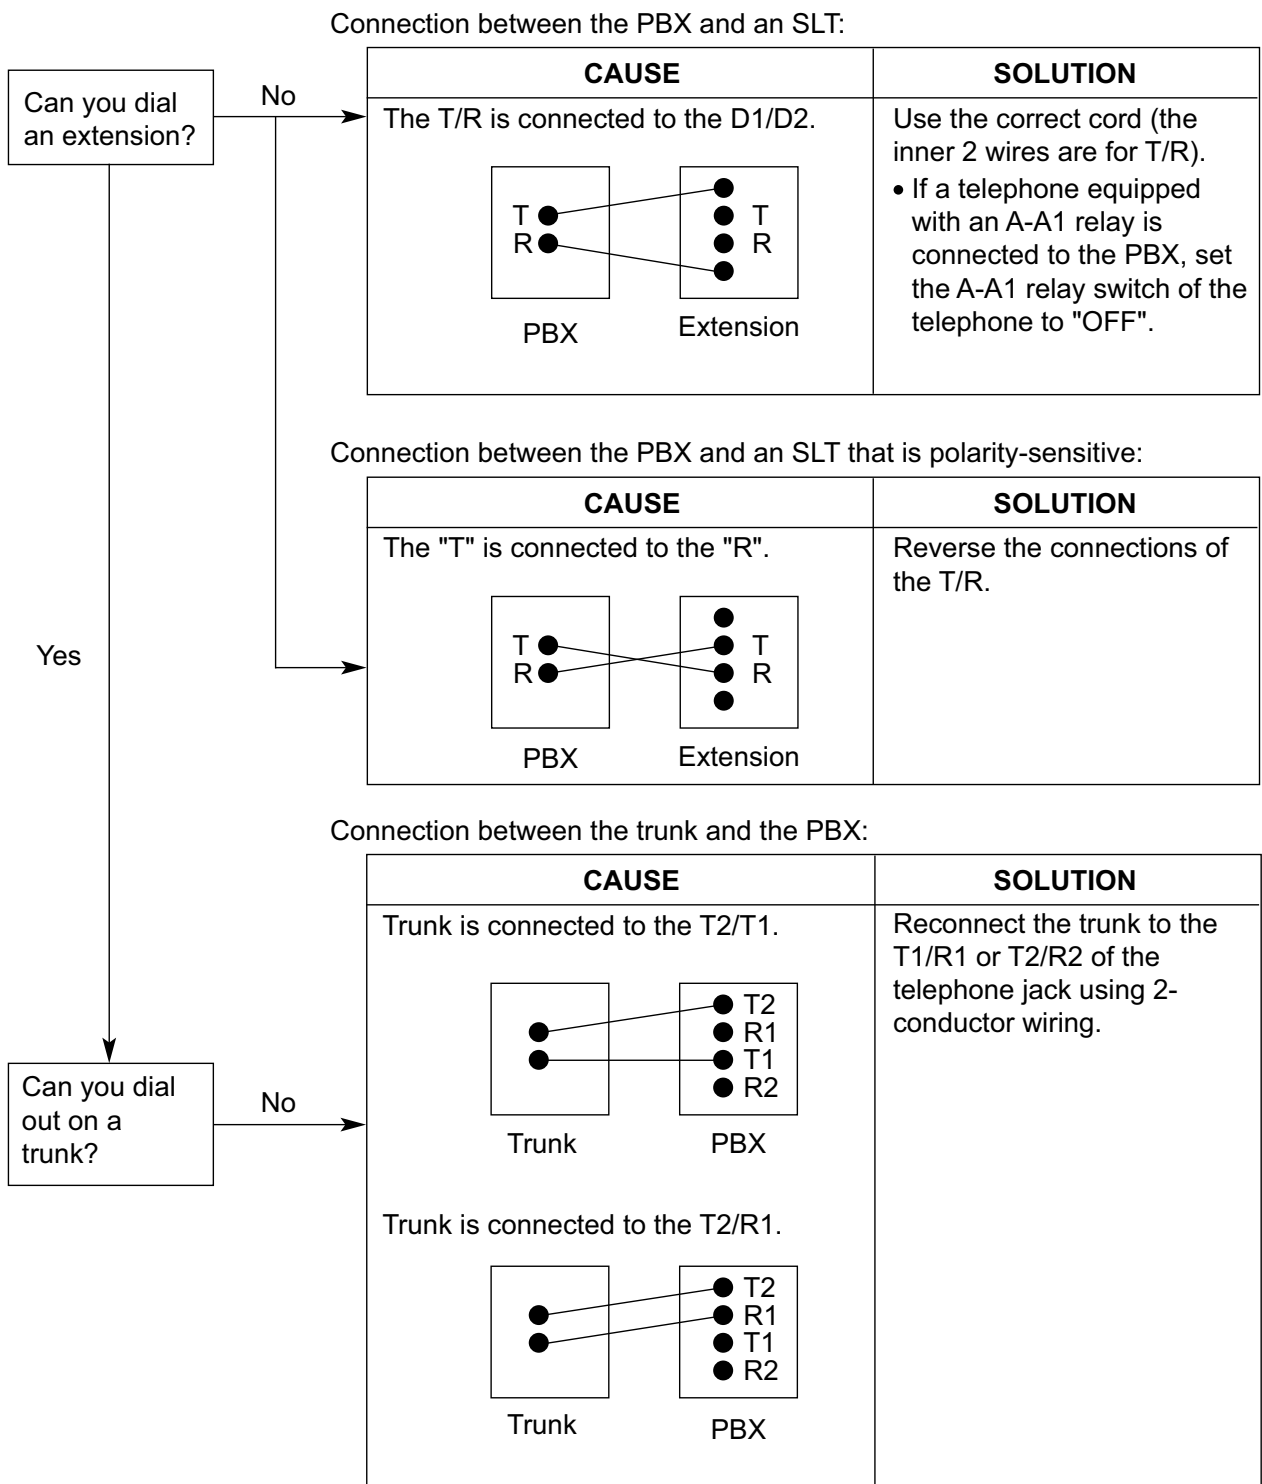 Connection between the PBX and an SLT:
Can you dial
an extension?
No
CAUSE
SOLUTION
The T/R is connected to the D1/D2.
T
R
T
R
PBX
Extension
Use the correct cord (the
inner 2 wires are for T/R).
• If a telephone equipped
with an A-A1 relay is
connected to the PBX, set
the A-A1 relay switch of the
telephone to "OFF".
Connection between the PBX and an SLT that is polarity-sensitive:
CAUSE
SOLUTION
The "T" is connected to the "R".
T
R
T
R
PBX
Extension
Reverse the connections of
the T/R.
Yes
Connection between the trunk and the PBX:
Can you dial
out on a
trunk?
No
CAUSE
SOLUTION
Trunk is connected to the T2/T1.
T2
R1
T1
R2
Trunk
PBX
Trunk is connected to the T2/R1.
T2
R1
T1
R2
Trunk
PBX
Reconnect the trunk to the
T1/R1 or T2/R2 of the
telephone jack using 2-
conductor wiring.